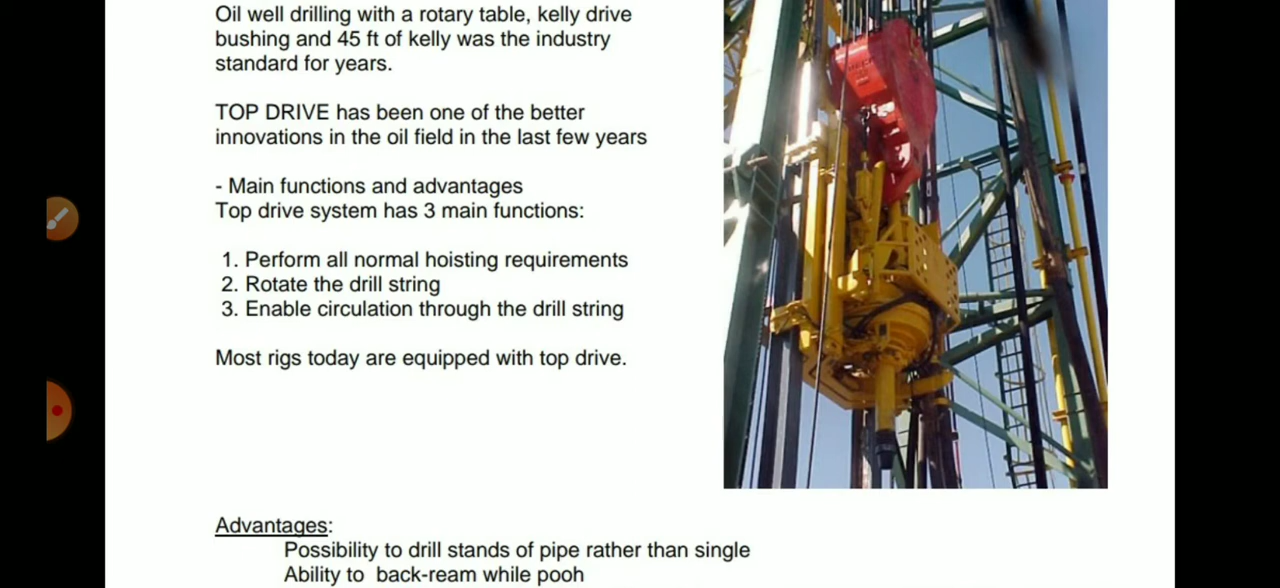 Oil well drilling with a rotary table, kelly drive
bushing and 45 ft of kelly was the industry
standard for years.
TOP DRIVE has been one of the better
innovations in the oil field in the last few years
- Main functions and advantages
Top drive system has 3 main functions:
1. Perform all normal hoisting requirements
2. Rotate the drill string
3. Enable circulation through the drill string
Most rigs today are equipped with top drive.
Advantages:
Possibility to drill stands of pipe rather than single
Ability to back-ream while pooh